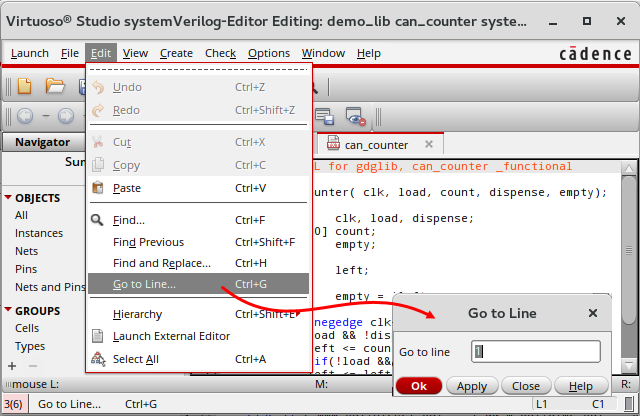 Virtuoso® Studio systemVerilog-Editor Editing: demo_lib can_counter syste...
Launch File Edit View Create Check Options Window Help cādence
Undo Ctrl+Z
Redo Ctrl+Shift+Z
Cut Ctrl+X
Copy Ctrl+C
Paste Ctrl+V
Find... Ctrl+F
Find Previous Ctrl+Shift+F
Find and Replace... Ctrl+H
Go to Line... Ctrl+G
Hierarchy Ctrl+Shift+E
Launch External Editor
Select All Ctrl+A
Navigator
Sum
OBJECTS
All
Instances
Nets
Pins
Nets and Pins
GROUPS
Cells
Types
can_counter
L for gdglib, can_counter _functional
unter( clk, load, count, dispense, empty);
clk, load, dispense;
0] count;
empty;
left;
empty =
negedge clk
oad && !dis
eft <= coun
if(!load &&
eft <= left
Go to Line
Go to line 1
Ok Apply Close Help
mouse L: M: R:
3(6) Go to Line... Ctrl+G L1 C1